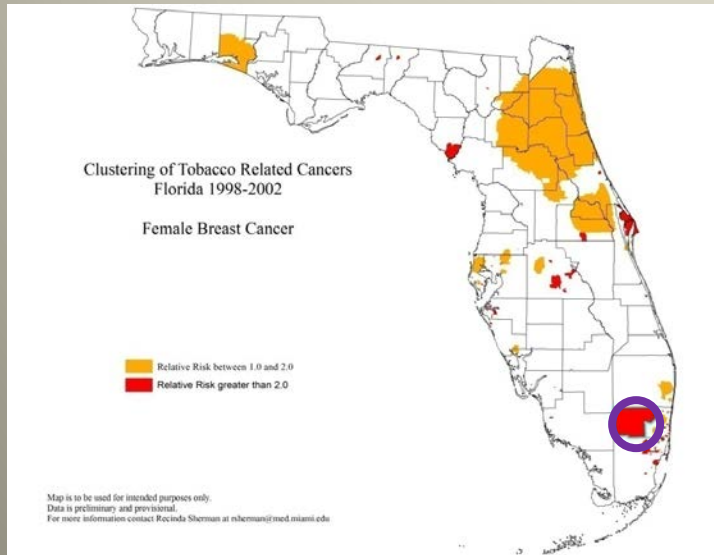 Clustering of Tobacco Related Cancers
Florida 1998-2002
Female Breast Cancer
Relative Risk between 1.0 and 2.0
Relative Risk greater than 2.0
Map is to be used for intended purposes only.
Data is preliminary and provisional.
For more information contact Recinda Sherman at rsherman@med.miami.edu